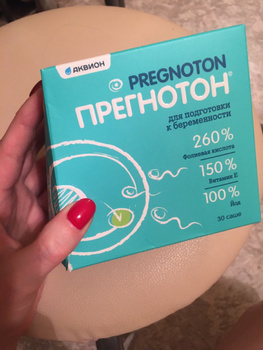 АКВИОН
PREGNOTON
ПРЕГНОТОН®
для подготовки
к беременности
260%
Фолиевая кислота
150%
Витамин Е
100%
Йод
30 саше